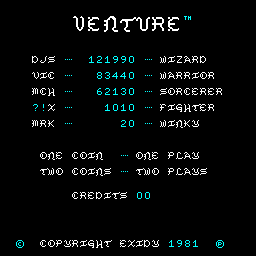 VENTURE™
DJS — 121990 — WIZARD
VIC — 83440 — WARRIOR
MCH — 62130 — SORCERER
?!X — 1010 — FIGHTER
MRK — 20 — WINKY
ONE COIN — ONE PLAY
TWO COINS — TWO PLAYS
CREDITS 00
© COPYRIGHT EXIDY 1981 ℗